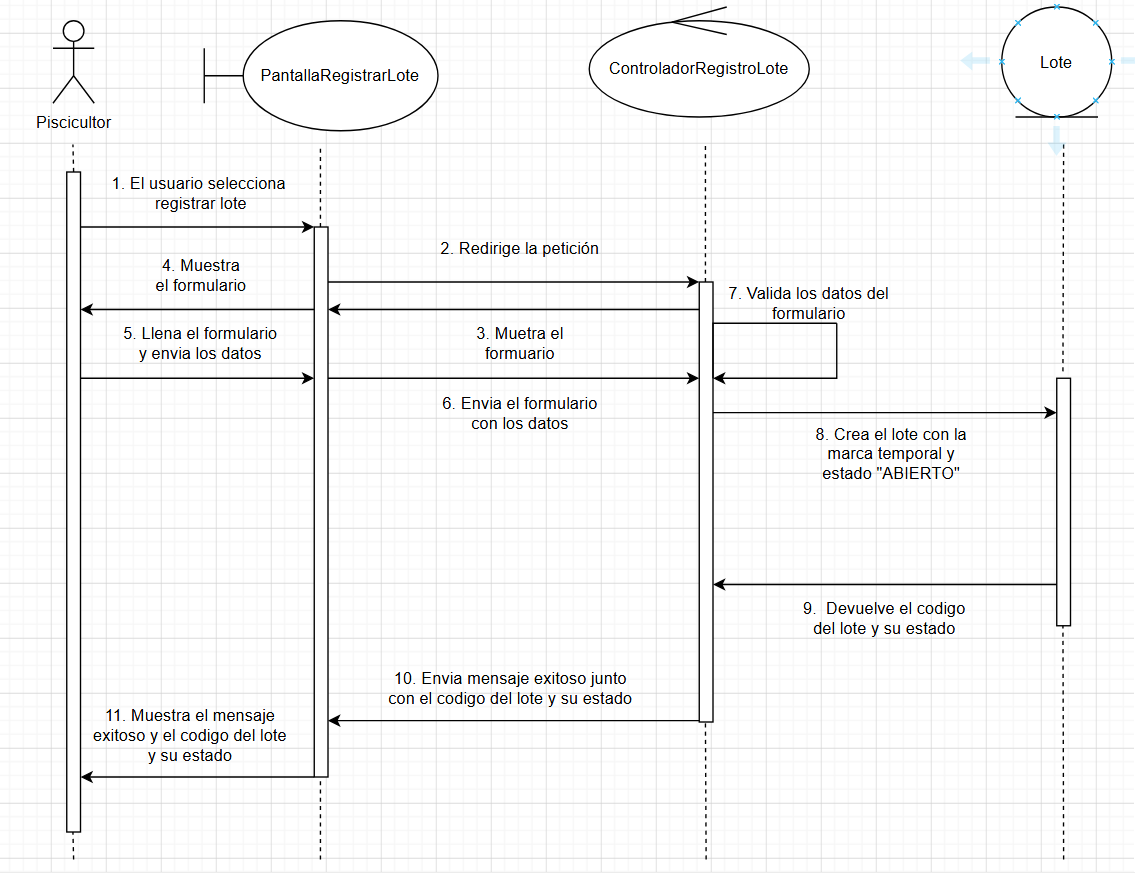 Piscicultor
PantallaRegistrarLote
ControladorRegistroLote
Lote
1. El usuario selecciona
registrar lote
2. Redirige la petición
4. Muestra
el formulario
7. Valida los datos del
formulario
5. Llena el formulario
y envia los datos
3. Muetra el
formuario
6. Envia el formulario
con los datos
8. Crea el lote con la
marca temporal y
estado "ABIERTO"
9.  Devuelve el codigo
del lote y su estado
10. Envia mensaje exitoso junto
con el codigo del lote y su estado
11. Muestra el mensaje
exitoso y el codigo del lote
y su estado